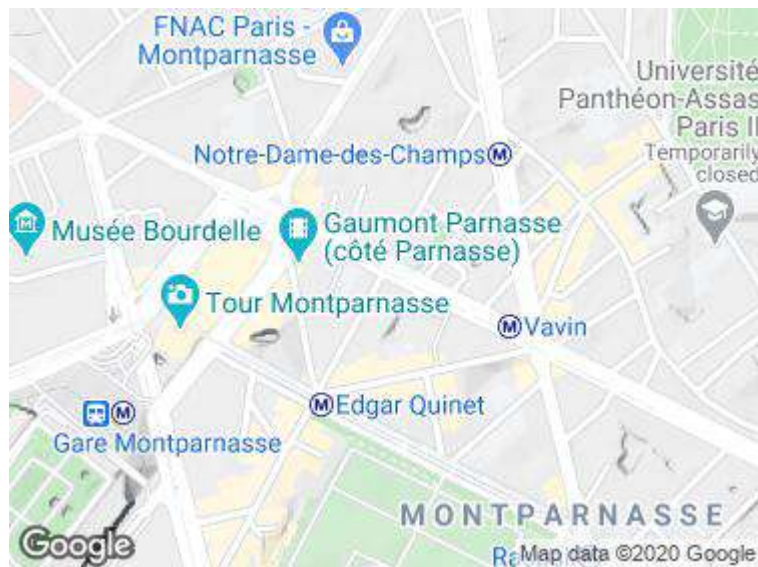 FNAC Paris -
Montparnasse
Université
Panthéon-Assas
Paris II
Temporarily
closed
Notre-Dame-des-Champs
M
Musée Bourdelle
Gaumont Parnasse
(côté Parnasse)
Tour Montparnasse
M
Vavin
M
Edgar Quinet
M
Gare Montparnasse
MONTPARNASSE
Google
Map data ©2020 Google